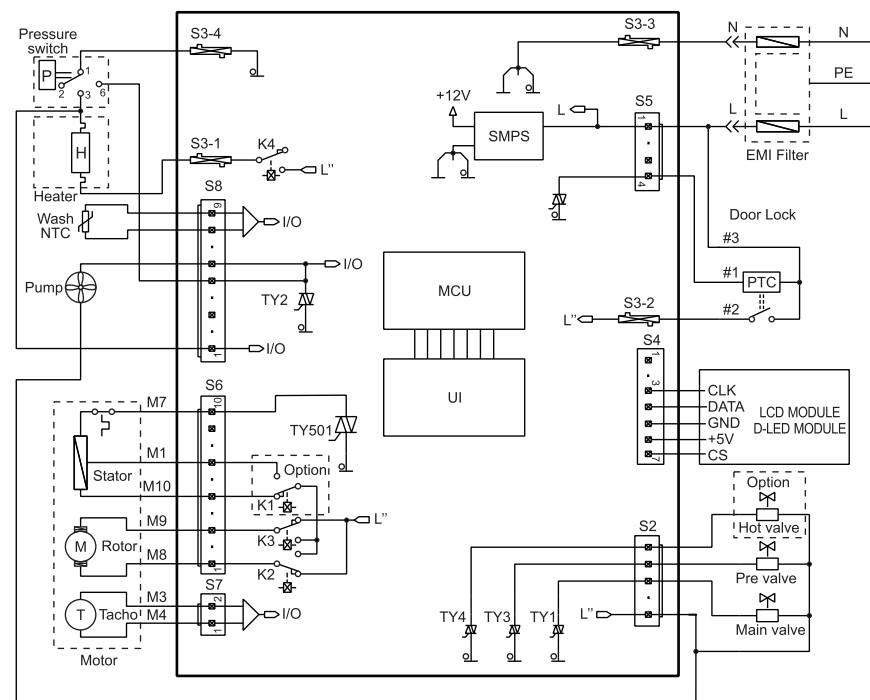 Pressure
switch
P
1
2
3
6
S3-4
S3-3
N
N
PE
L
L
EMI Filter
+12V
SMPS
L
S5
1
4
H
Heater
S3-1
K4
L"
S8
9
1
Wash
NTC
I/O
Pump
I/O
TY2
I/O
MCU
UI
Door Lock
#3
#1
PTC
#2
S3-2
L"
S4
1
3
7
CLK
DATA
GND
+5V
CS
LCD MODULE
D-LED MODULE
S6
10
1
M7
M1
M10
M9
M8
M3
M4
Stator
M
Rotor
T
Tacho
Motor
TY501
Option
K1
K3
K2
L"
S7
2
1
I/O
S2
L"
TY4
TY3
TY1
Option
Hot valve
Pre valve
Main valve